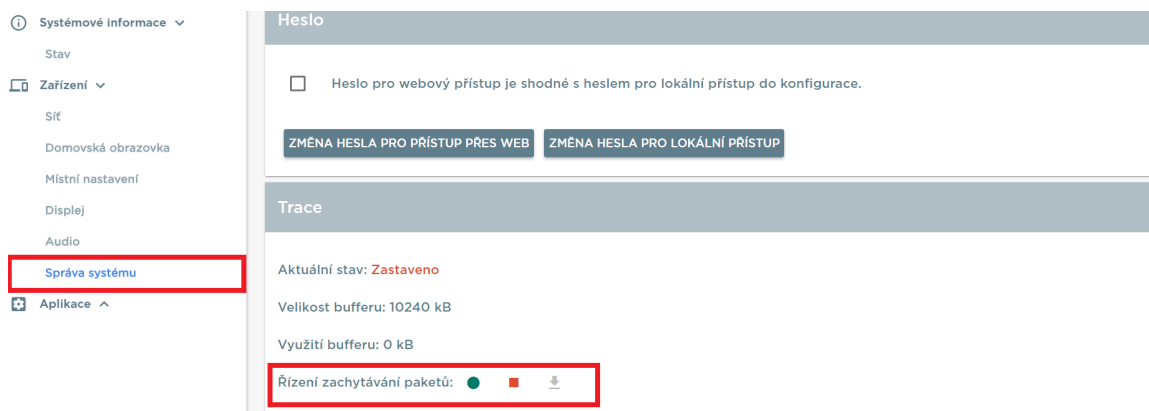 Systémové informace
Stav
Zařízení
Síť
Domovská obrazovka
Místní nastavení
Displej
Audio
Správa systému
Aplikace
Heslo
Heslo pro webový přístup je shodné s heslem pro lokální přístup do konfigurace.
ZMĚNA HESLA PRO PŘÍSTUP PŘES WEB
ZMĚNA HESLA PRO LOKÁLNÍ PŘÍSTUP
Trace
Aktuální stav: Zastaveno
Velikost bufferu: 10240 kB
Využití bufferu: 0 kB
Řízení zachytávání paketů: